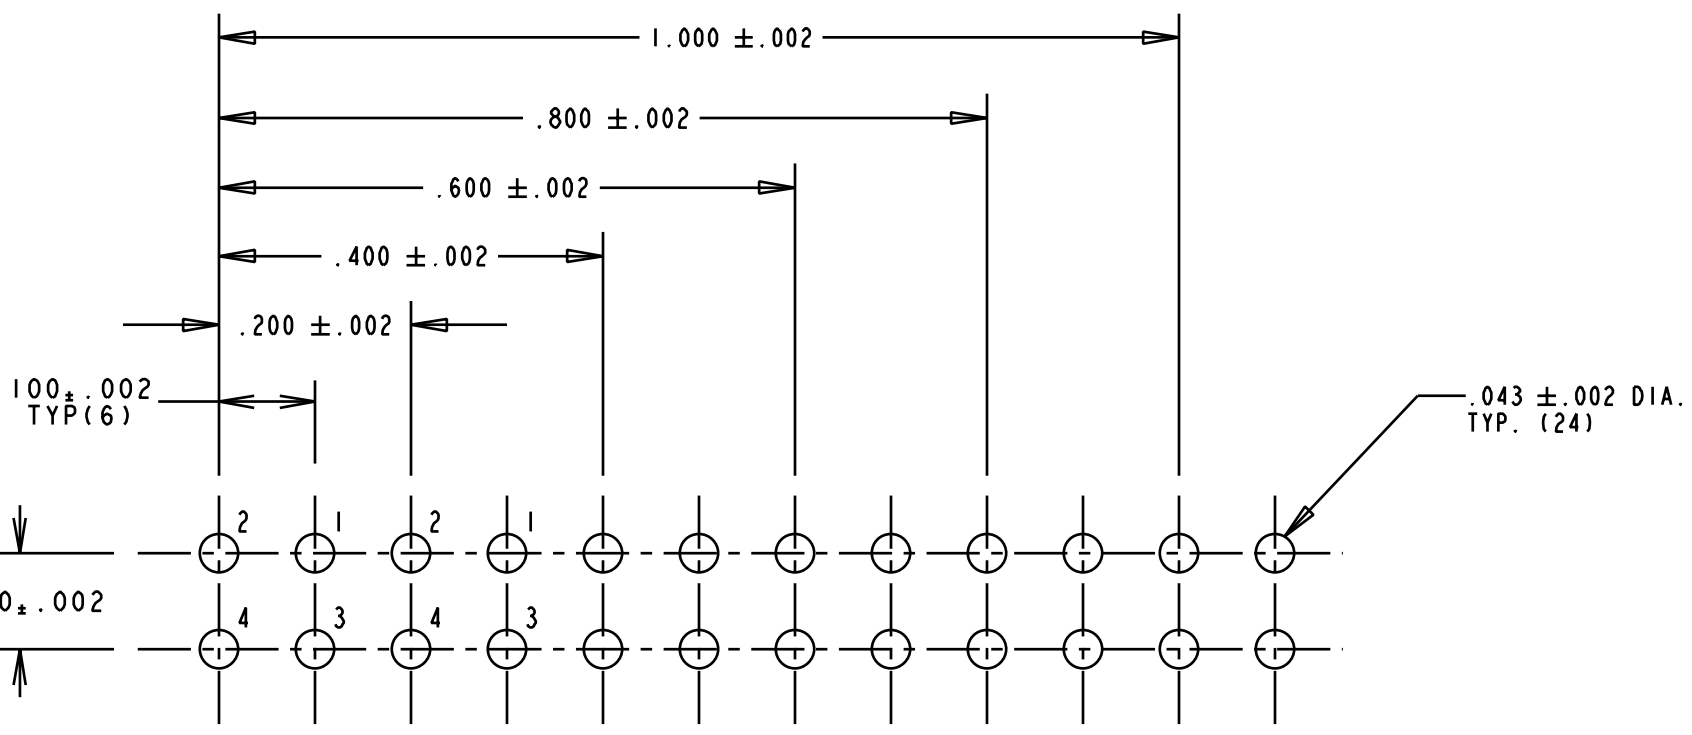 1.000 ±.002
.800 ±.002
.600 ±.002
.400 ±.002
.200 ±.002
100±.002
TYP(6)
.043 ±.002 DIA.
TYP. (24)
2 1 2 1
0±.002
4 3 4 3